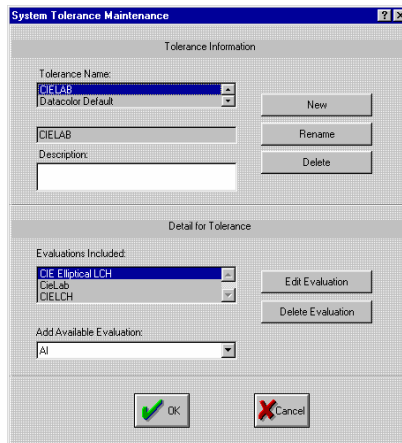 System Tolerance Maintenance
Tolerance Information
Tolerance Name:
CIELAB
Datacolor Default
New
CIELAB
Rename
Description:
Delete
Detail for Tolerance
Evaluations Included:
CIE Elliptical LCH
CieLab
CIELCH
Edit Evaluation
Delete Evaluation
Add Available Evaluation:
AI
OK
Cancel